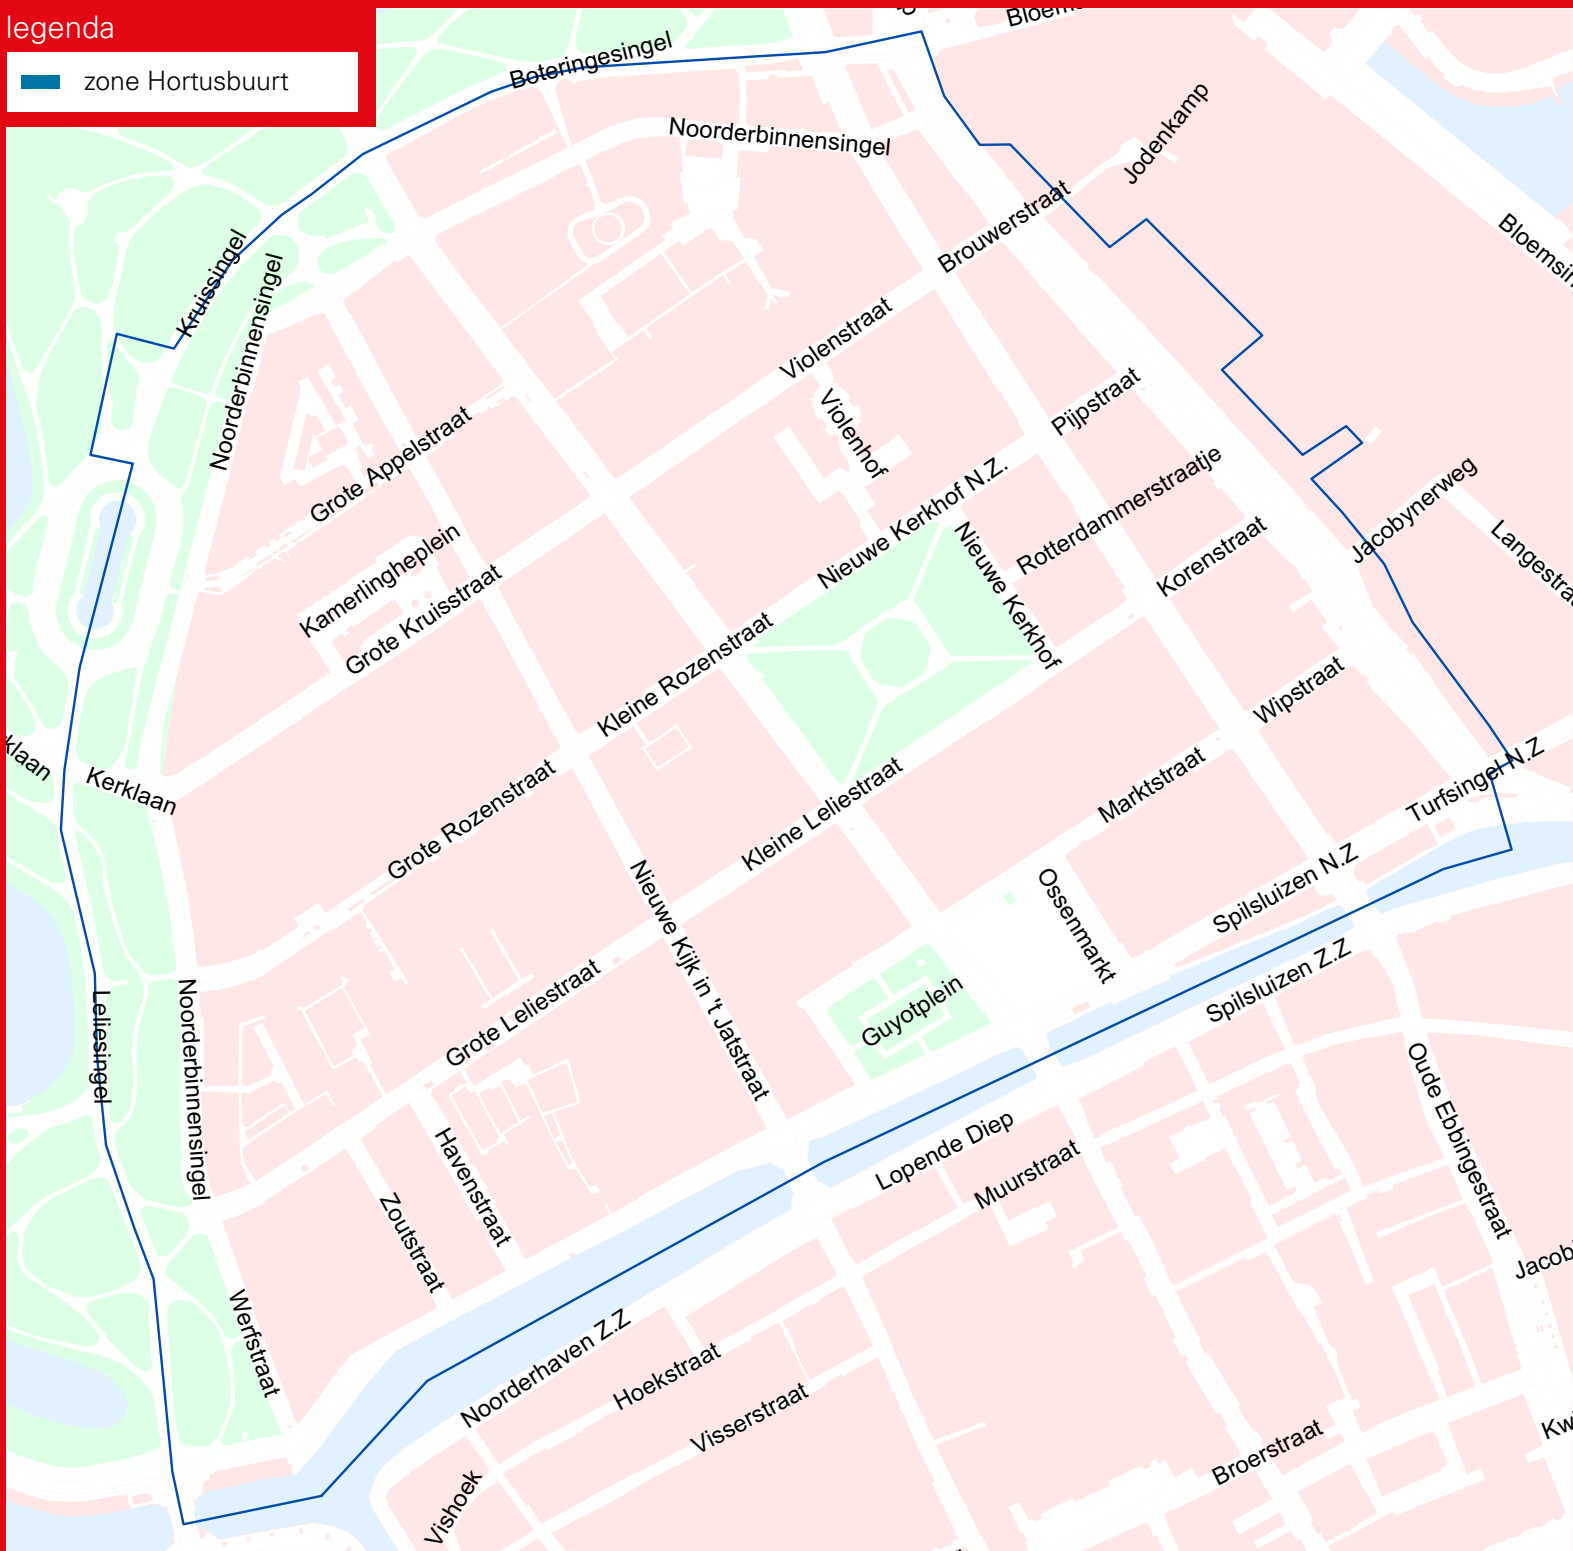 legenda
zone Hortusbuurt
Boteringesingel
Noorderbinnensingel
Jodenkamp
Brouwerstraat
Kruissingel
Noorderbinnensingel
Violenstraat
Violenhof
Pijpstraat
Grote Appelstraat
Nieuwe Kerkhof N.Z.
Rotterdammerstraatje
Jacobynerweg
Kamerlingheplein
Grote Kruisstraat
Nieuwe Kerkhof
Korenstraat
Kleine Rozenstraat
Wipstraat
klaan
Kerklaan
Grote Rozenstraat
Kleine Leliestraat
Marktstraat
Turfsingel N.Z
Nieuwe Kijk in 't Jatstraat
Ossenmarkt
Spilsluizen N.Z
Spilsluizen Z.Z
Guyotplein
Grote Leliestraat
Leliesingel
Noorderbinnensingel
Havenstraat
Zoutstraat
Lopende Diep
Muurstraat
Oude Ebbingestraat
Werfstraat
Noorderhaven Z.Z
Hoekstraat
Visserstraat
Vishoek
Broerstraat